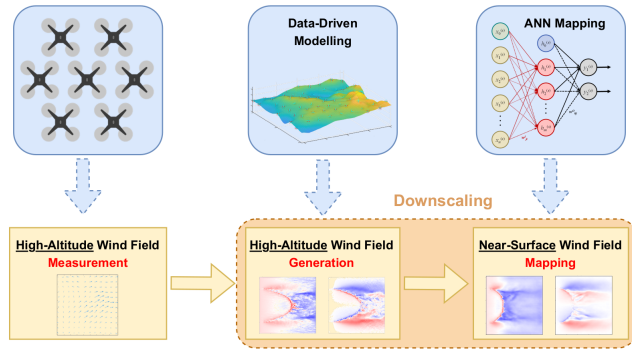 Data-Driven
Modelling
ANN Mapping
Downscaling
High-Altitude Wind Field
Measurement
High-Altitude Wind Field
Generation
Near-Surface Wind Field
Mapping